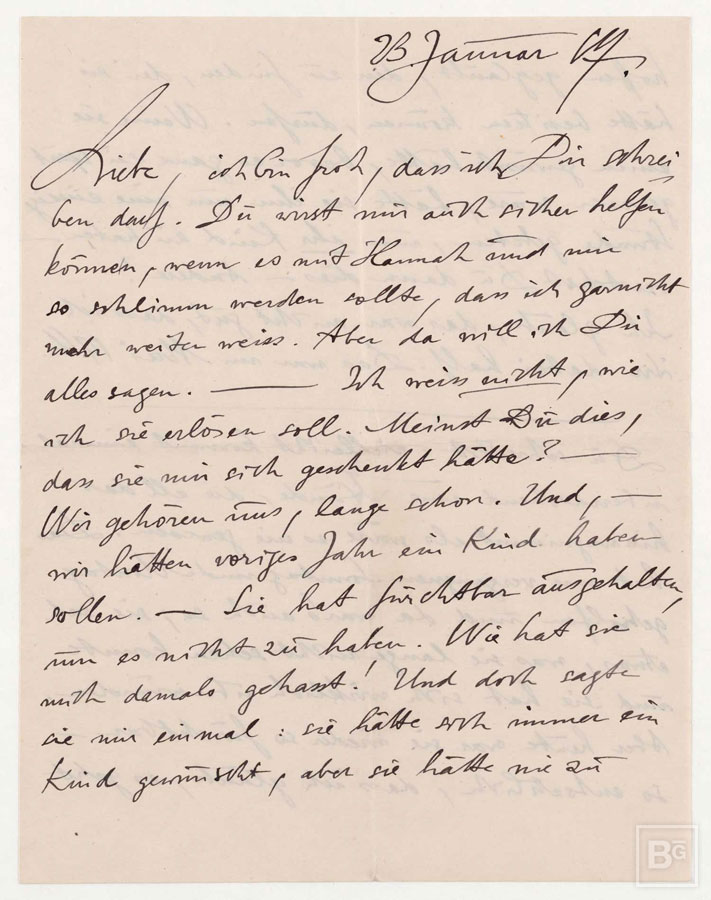 23. Januar 17.
Liebe, ich bin froh, dass ich Dir schrei
ben darf. Du wirst mir auch sicher helfen
können, wenn es mit Hannah und mir
so schlimm werden sollte, dass ich garnicht
mehr weiter weiss. Aber da will ich Dir
alles sagen. — Ich weiss nicht, wie
ich sie erlösen soll. Meinst Du dies,
dass sie mir sich geschenkt hätte? —
Wir gehören uns, lange schon. Und, —
wir hätten voriges Jahr ein Kind haben
sollen. — Sie hat furchtbar ausgehalten,
um es nicht zu haben. Wie hat sie
mich damals gehasst! Und doch sagte
sie mir einmal: sie hätte sich immer ein
Kind gewünscht, aber sie hätte nie zu
BG